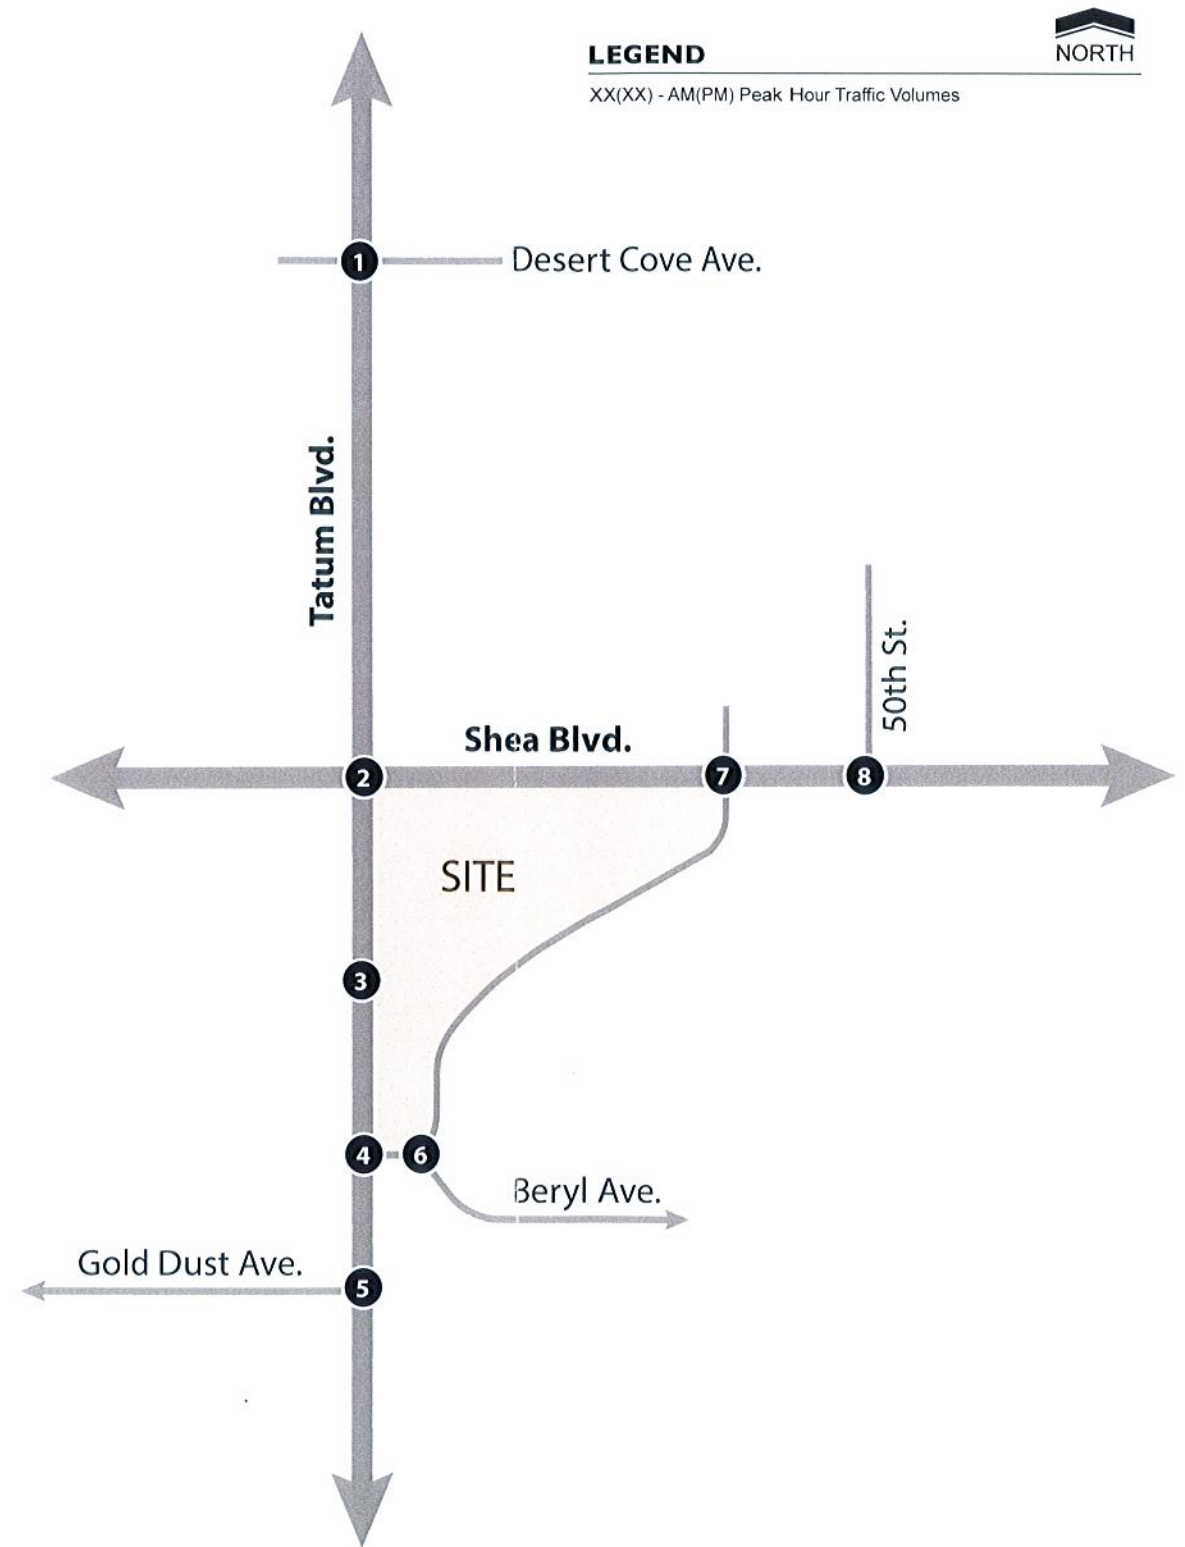 LEGEND
NORTH
XX(XX) - AM(PM) Peak Hour Traffic Volumes
1
Desert Cove Ave.
Tatum Blvd.
50th St.
Shea Blvd.
2
7
8
SITE
3
4
6
Beryl Ave.
Gold Dust Ave.
5